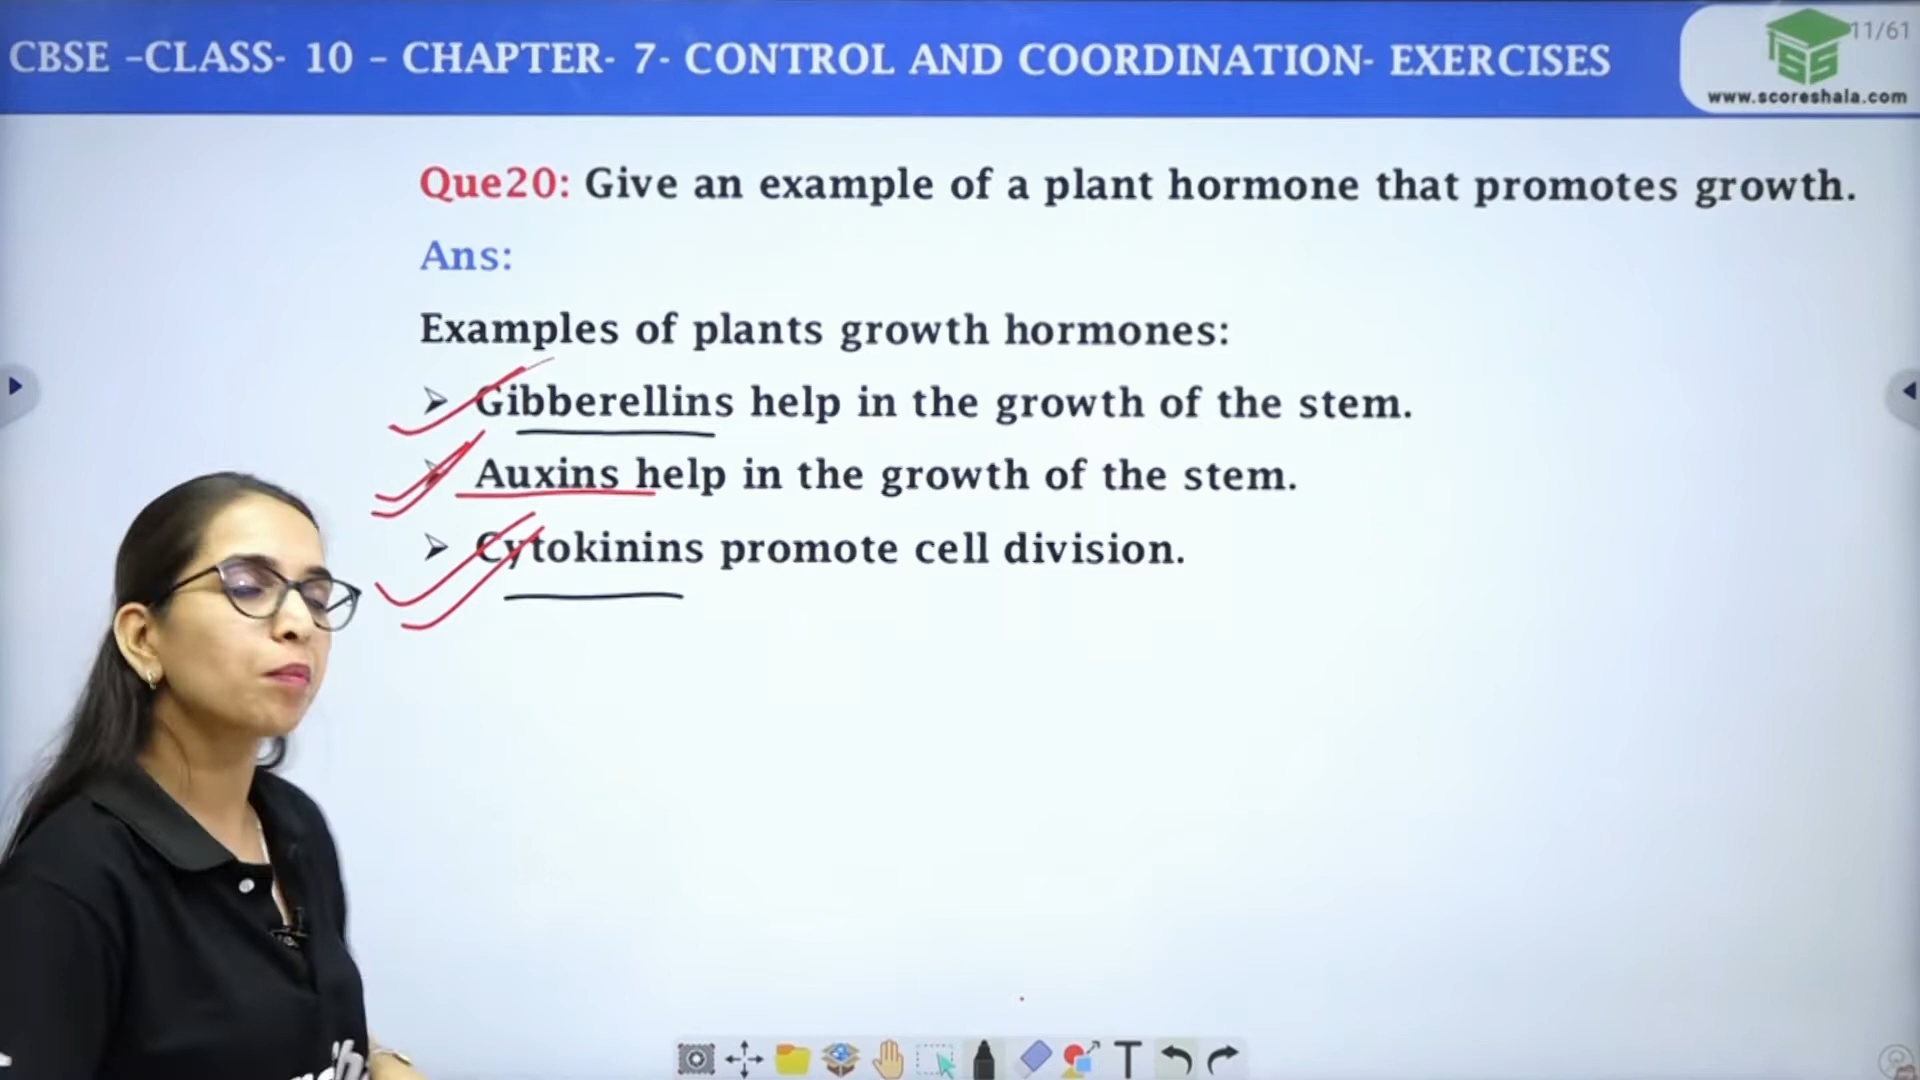 CBSE –CLASS- 10 – CHAPTER- 7- CONTROL AND COORDINATION- EXERCISES
11/61
www.scoreshala.com
Que20: Give an example of a plant hormone that promotes growth.
Ans:
Examples of plants growth hormones:
➢ Gibberellins help in the growth of the stem.
➢ Auxins help in the growth of the stem.
➢ Cytokinins promote cell division.